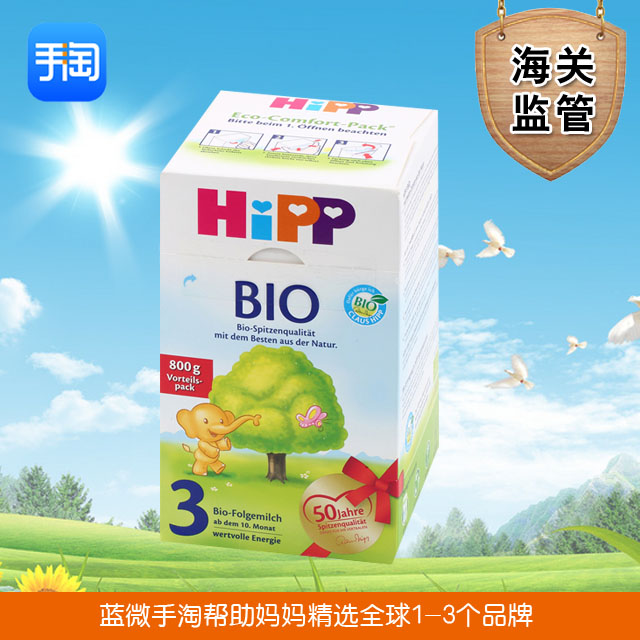 手淘
海关
监管
HiPP
Eco-Comfort-Pack
Bitte beim 1. Öffnen beachten
HiPP
BIO
Bio-Spitzenqualität
mit dem Besten aus der Natur.
BIO
CLAUS HIPP
800 g
Vorteils-
pack
3
Bio-Folgemilch
ab dem 10. Monat
wertvolle Energie
50 Jahre
Spitzenqualität
蓝微手淘帮助妈妈精选全球1-3个品牌